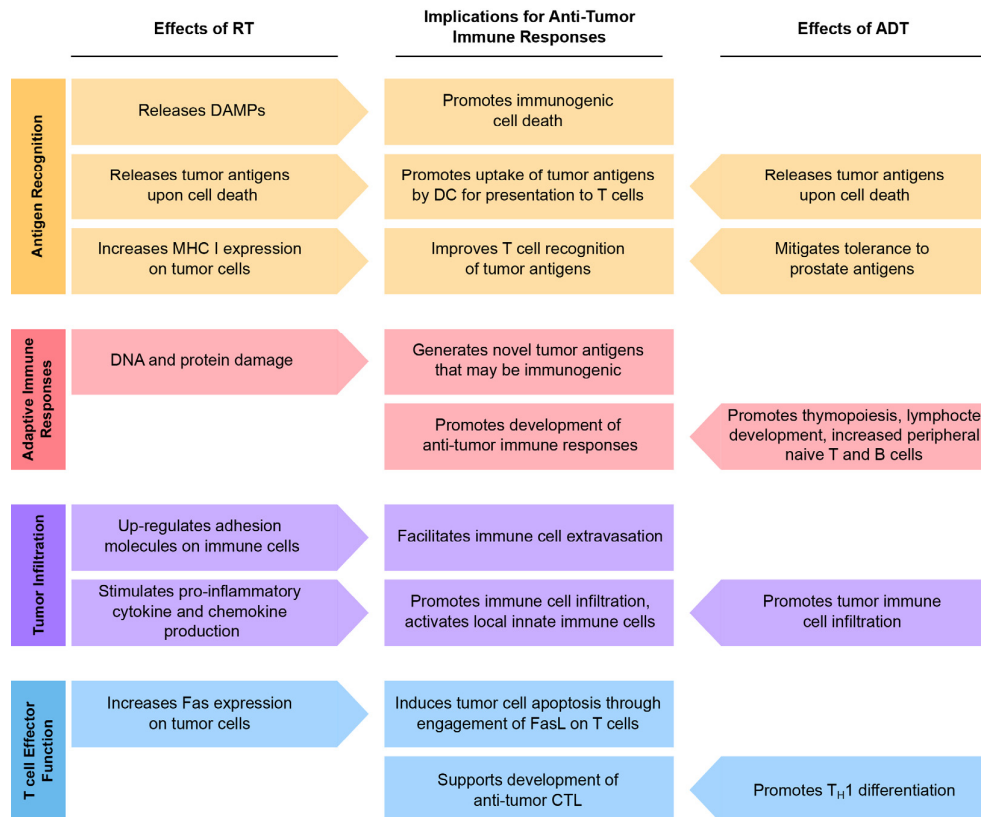 Effects of RT
Implications for Anti-Tumor
Immune Responses
Effects of ADT
Antigen Recognition
Releases DAMPs
Promotes immunogenic
cell death
Releases tumor antigens
upon cell death
Promotes uptake of tumor antigens
by DC for presentation to T cells
Releases tumor antigens
upon cell death
Increases MHC I expression
on tumor cells
Improves T cell recognition
of tumor antigens
Mitigates tolerance to
prostate antigens
Adaptive Immune
Responses
DNA and protein damage
Generates novel tumor antigens
that may be immunogenic
Promotes development of
anti-tumor immune responses
Promotes thymopoiesis, lymphocte
development, increased peripheral
naive T and B cells
Tumor Infiltration
Up-regulates adhesion
molecules on immune cells
Facilitates immune cell extravasation
Stimulates pro-inflammatory
cytokine and chemokine
production
Promotes immune cell infiltration,
activates local innate immune cells
Promotes tumor immune
cell infiltration
T cell Effector
Function
Increases Fas expression
on tumor cells
Induces tumor cell apoptosis through
engagement of FasL on T cells
Supports development of
anti-tumor CTL
Promotes TH1 differentiation